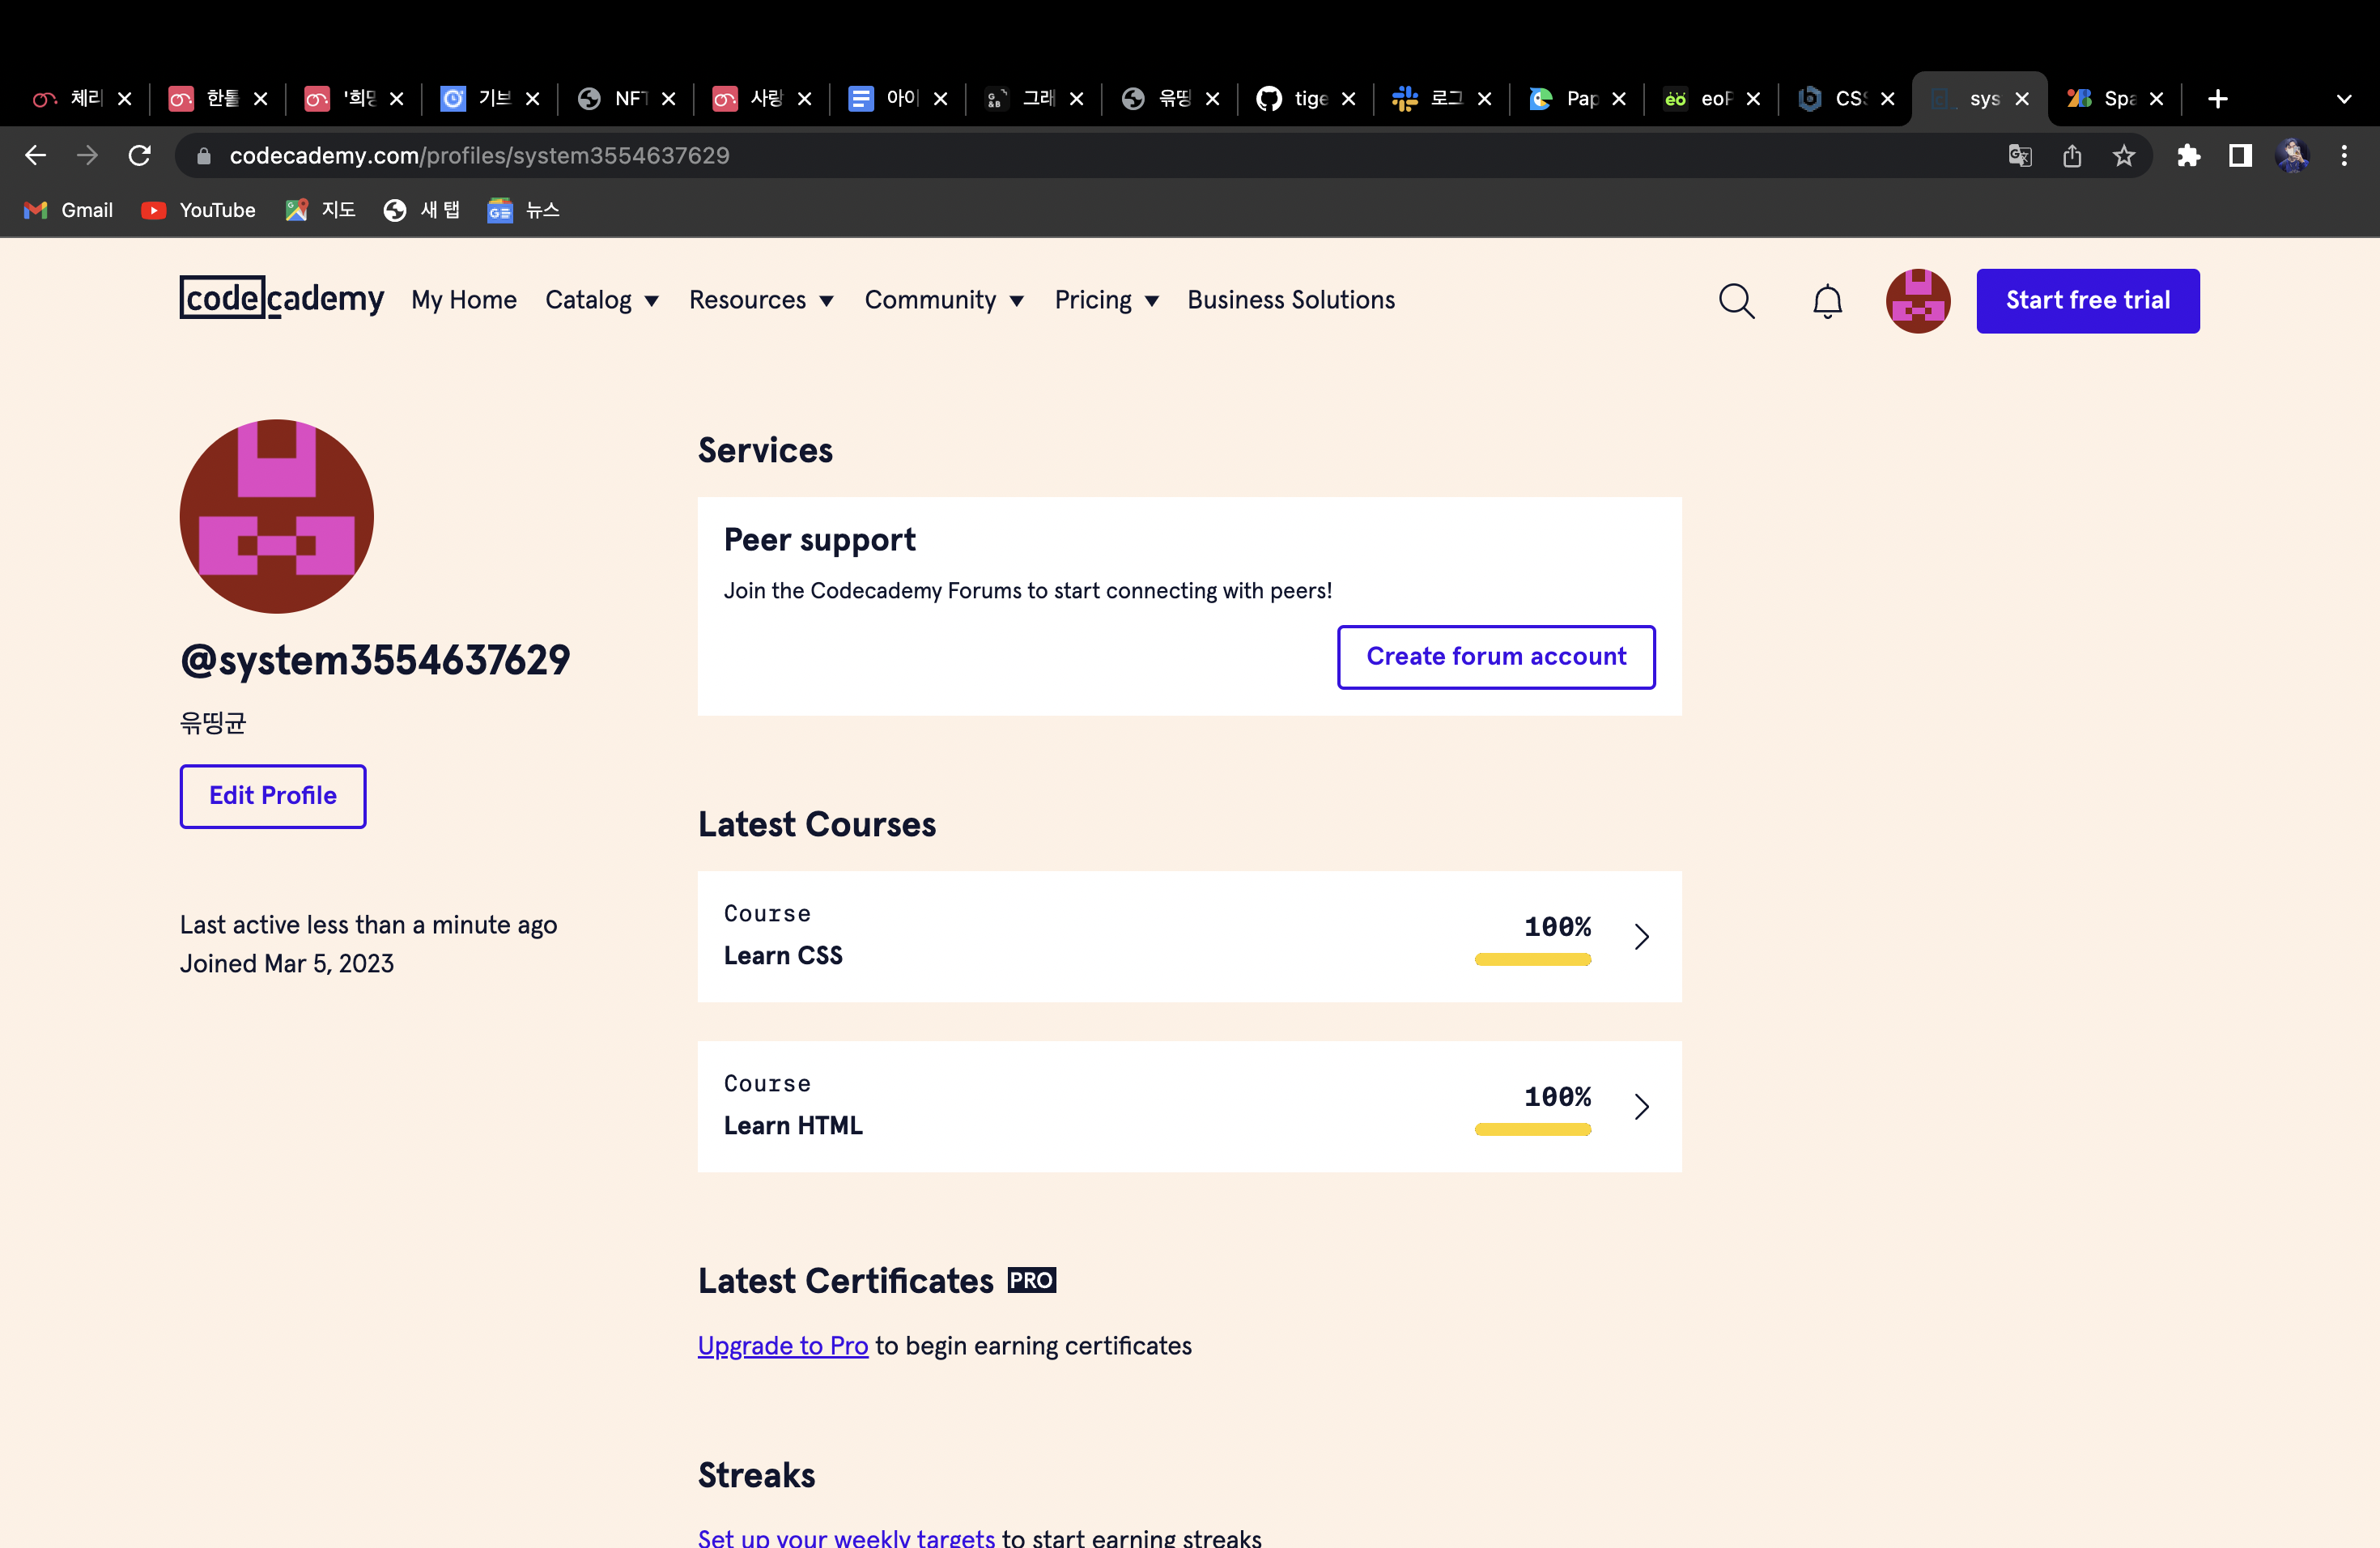 체리
한톨
'희망
기브
NFT
사랑
아이
그래
윾띵
tige
로그
Pap
eoF
CSS
sys
Spa
codecademy.com/profiles/system3554637629
Gmail YouTube 지도 새 탭 뉴스
codecademy My Home Catalog Resources Community Pricing Business Solutions Start free trial
@system3554637629
윾띵균
Edit Profile
Last active less than a minute ago
Joined Mar 5, 2023
Services
Peer support
Join the Codecademy Forums to start connecting with peers!
Create forum account
Latest Courses
Course
Learn CSS
100%
Course
Learn HTML
100%
Latest Certificates PRO
Upgrade to Pro to begin earning certificates
Streaks
Set up your weekly targets to start earning streaks